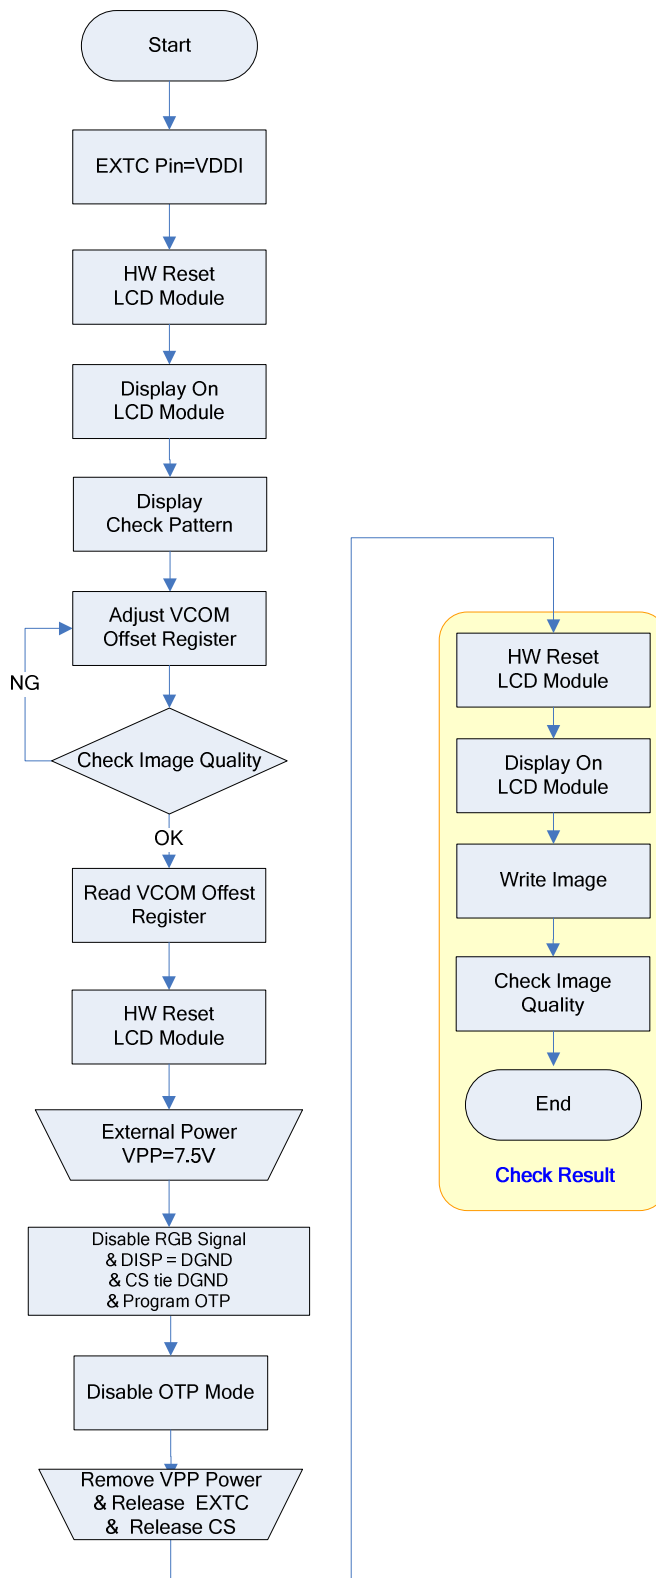 Start
EXTC Pin=VDDI
HW Reset
LCD Module
Display On
LCD Module
Display
Check Pattern
Adjust VCOM
Offset Register
NG
Check Image Quality
OK
Read VCOM Offest
Register
HW Reset
LCD Module
External Power
VPP=7.5V
Disable RGB Signal
& DISP = DGND
& CS tie DGND
& Program OTP
Disable OTP Mode
Remove VPP Power
& Release EXTC
& Release CS
HW Reset
LCD Module
Display On
LCD Module
Write Image
Check Image
Quality
End
Check Result